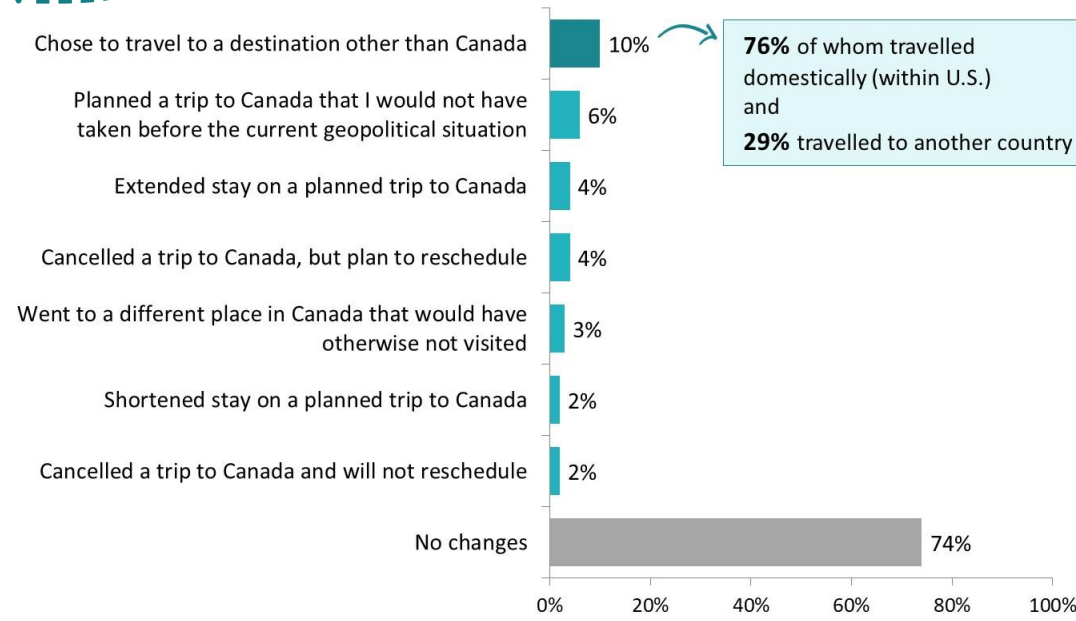 Chose to travel to a destination other than Canada
10%
76% of whom travelled
domestically (within U.S.)
and
29% travelled to another country
Planned a trip to Canada that I would not have
taken before the current geopolitical situation
6%
Extended stay on a planned trip to Canada
4%
Cancelled a trip to Canada, but plan to reschedule
4%
Went to a different place in Canada that would have
otherwise not visited
3%
Shortened stay on a planned trip to Canada
2%
Cancelled a trip to Canada and will not reschedule
2%
No changes
74%
0% 20% 40% 60% 80% 100%